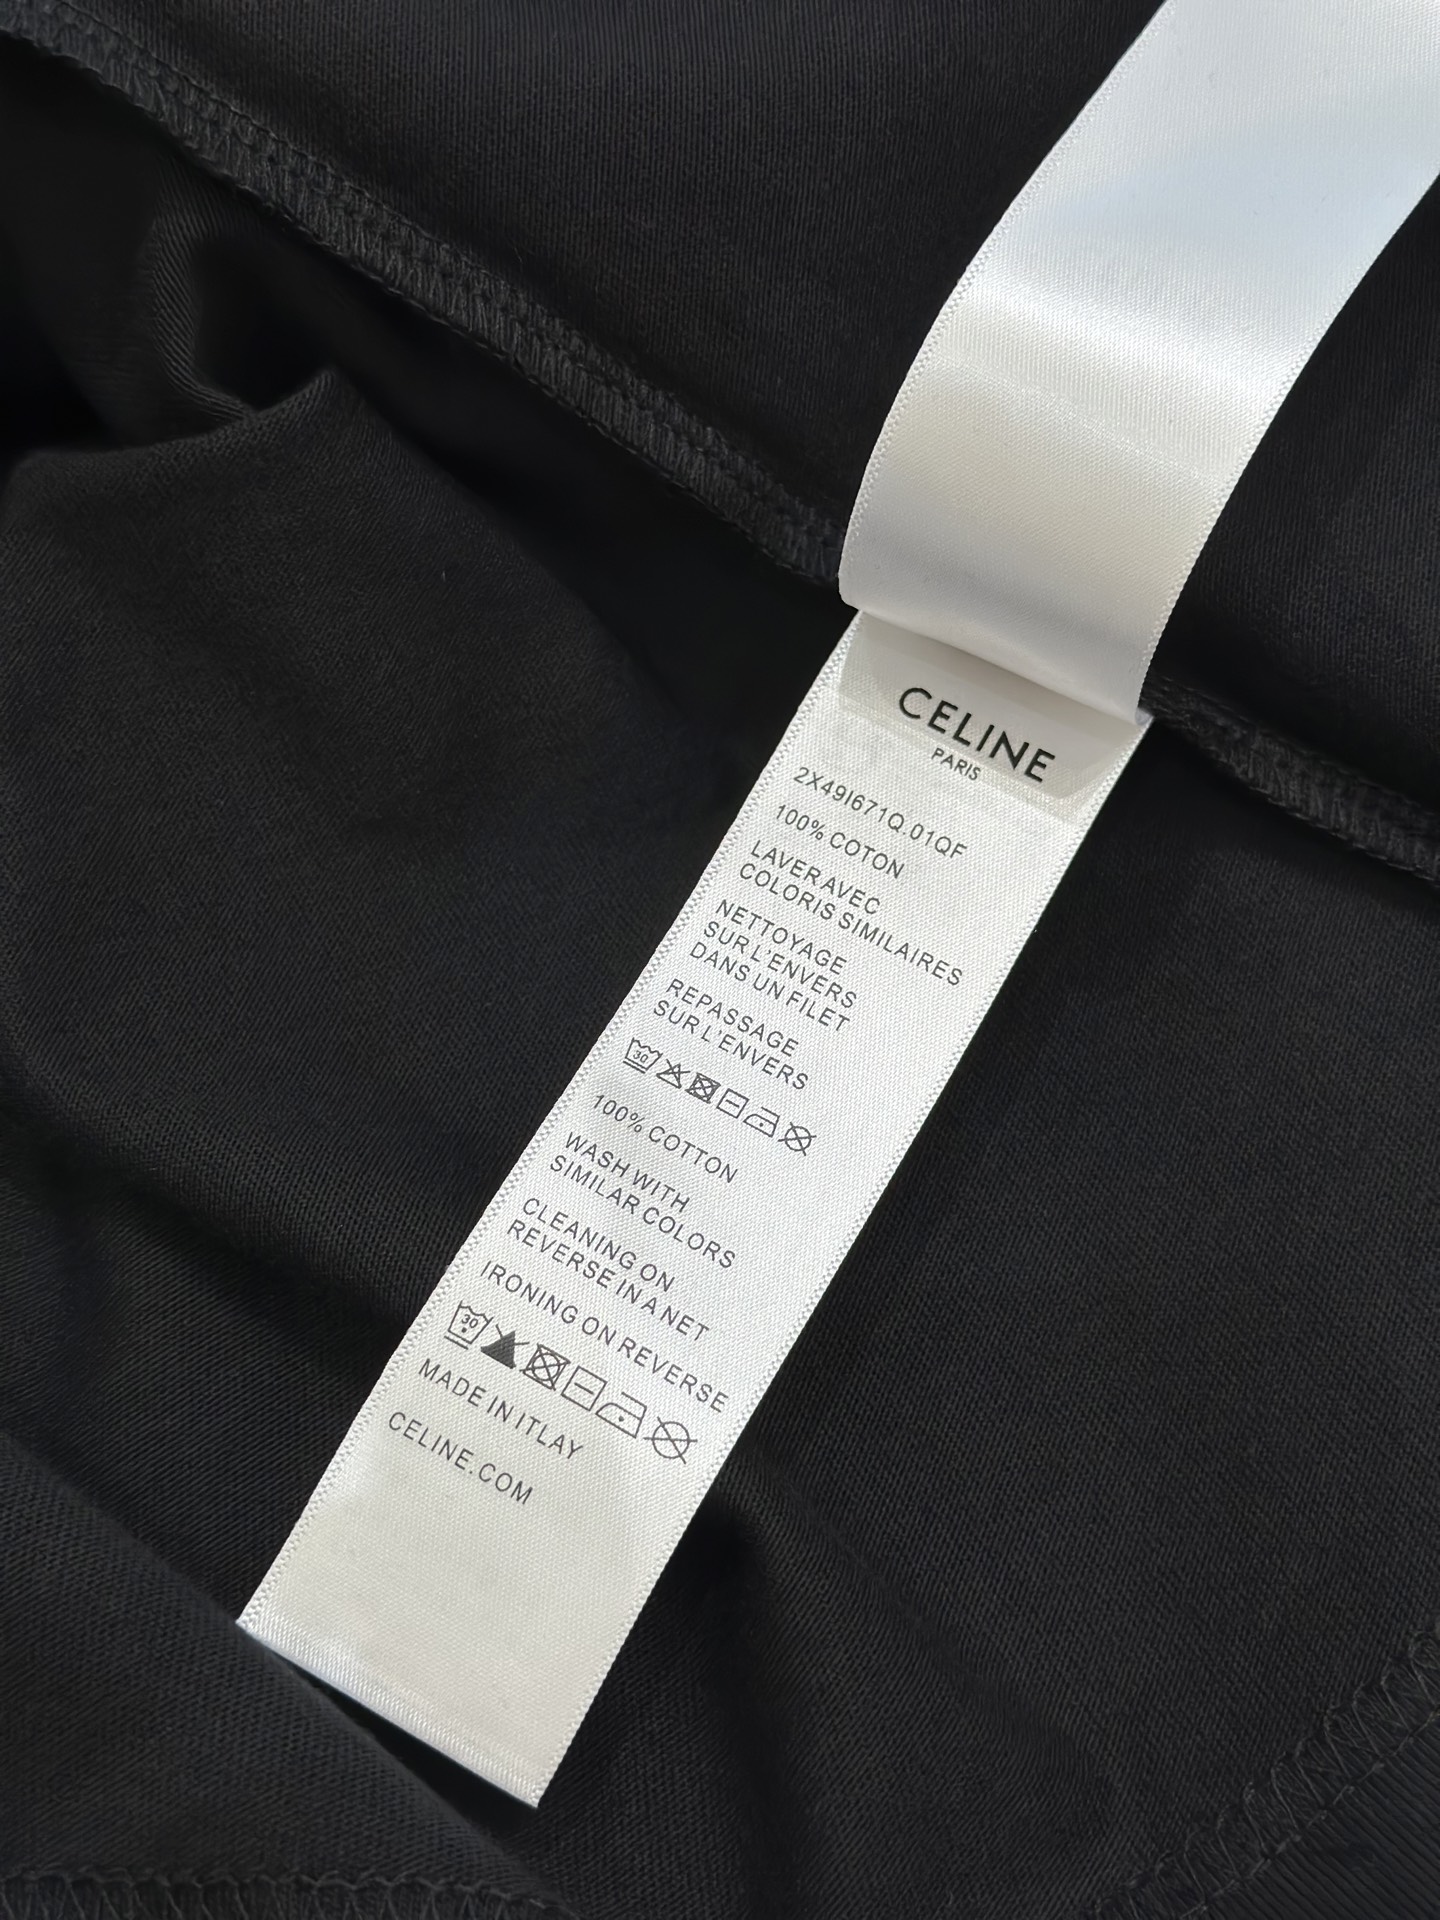 CELINE
PARIS
2X49I671Q.01QF
100% COTON
LAVER AVEC
COLORIS SIMILAIRES
NETTOYAGE
SUR L'ENVERS
DANS UN FILET
REPASSAGE
SUR L'ENVERS
30
100% COTTON
WASH WITH
SIMILAR COLORS
CLEANING ON
REVERSE IN A NET
IRONING ON REVERSE
30
MADE IN ITLAY
CELINE.COM